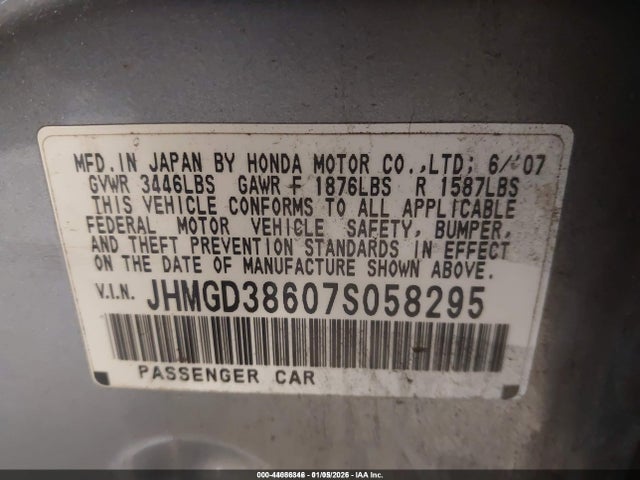 MFD. IN JAPAN BY HONDA MOTOR CO.,LTD; 6/'07
GVWR 3446LBS GAWR F 1876LBS R 1587LBS
THIS VEHICLE CONFORMS TO ALL APPLICABLE
FEDERAL MOTOR VEHICLE SAFETY, BUMPER,
AND THEFT PREVENTION STANDARDS IN EFFECT
ON THE DATE OF MANUFACTURE SHOWN ABOVE.
V.I.N. JHMGD38607S058295
PASSENGER CAR
000-44656346 - 01/05/2026 - IAA Inc.